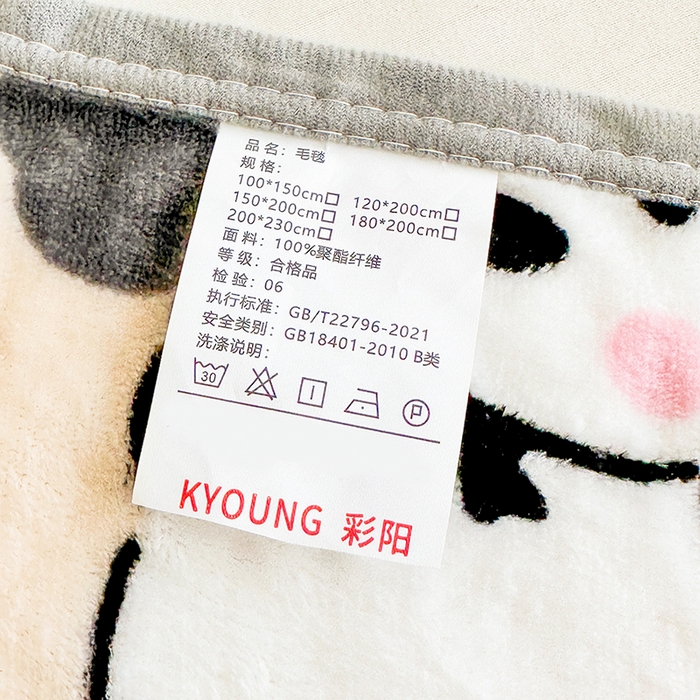 品 名：毛毯
规 格：
100*150cm□ 120*200cm□
150*200cm□ 180*200cm□
200*230cm□
面 料：100%聚酯纤维
等 级：合格品
检 验：06
执行标准：GB/T22796-2021
安全类别：GB18401-2010 B类
洗涤说明：
30 P
KYOUNG 彩阳